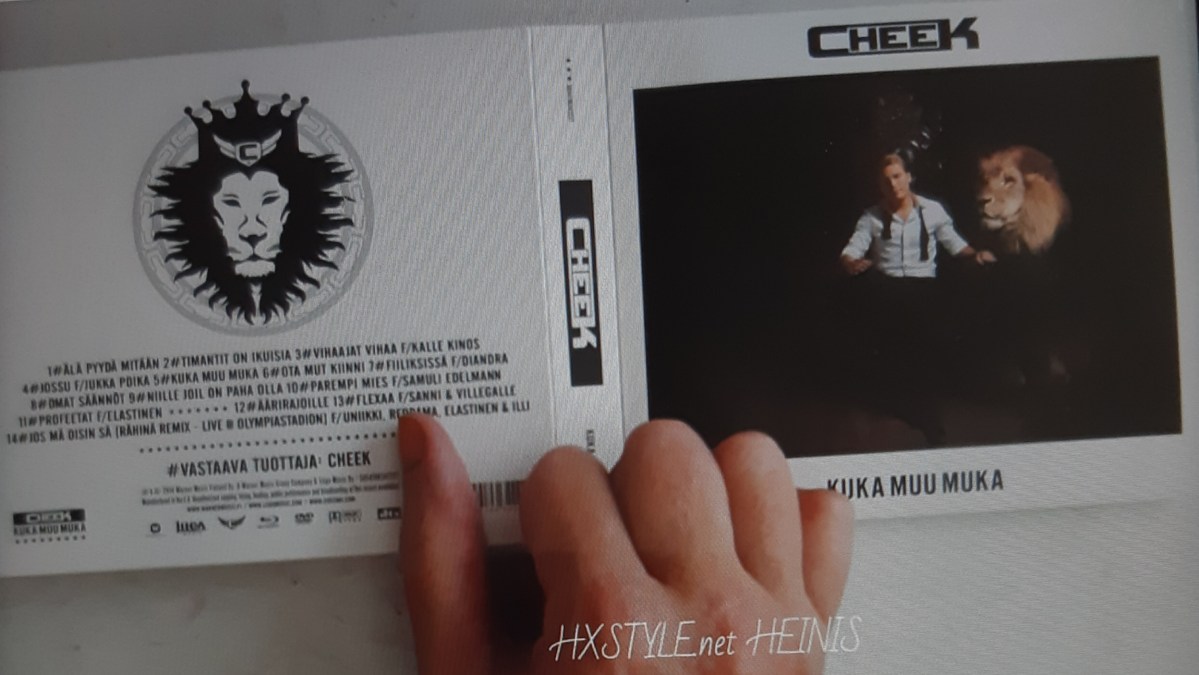 CHEEK
C
1#ÄLÄ PYYDÄ MITÄÄN 2#TIMANTIT ON IKUISIA 3#VIHAAJAT VIHAA F/KALLE KINOS
4#JOSSU F/JUKKA POIKA 5#KUKA MUU MUKA 6#OTA MUT KIINNI 7#FIILIKSISSÄ F/DIANDRA
8#OMAT SÄÄNNÖT 9#NIILLE JOIL ON PAHA OLLA 10#PAREMPI MIES F/SAMULI EDELMANN
11#PROFEETAT F/ELASTINEN 12#ÄÄRIRAJOILLE 13#FLEXAA F/SANNI & VILLEGALLE
14#JOS MÄ OISIN SÄ [RÄHINÄ REMIX - LIVE @ OLYMPIASTADION] F/UNIIKKI, ELASTINEN & ILLI
#VASTAAVA TUOTTAJA: CHEEK
CHEEK
KUKA MUU MUKA
dts
CHEEK
KUKA MUU MUKA
HXSTYLE.net HEINIS